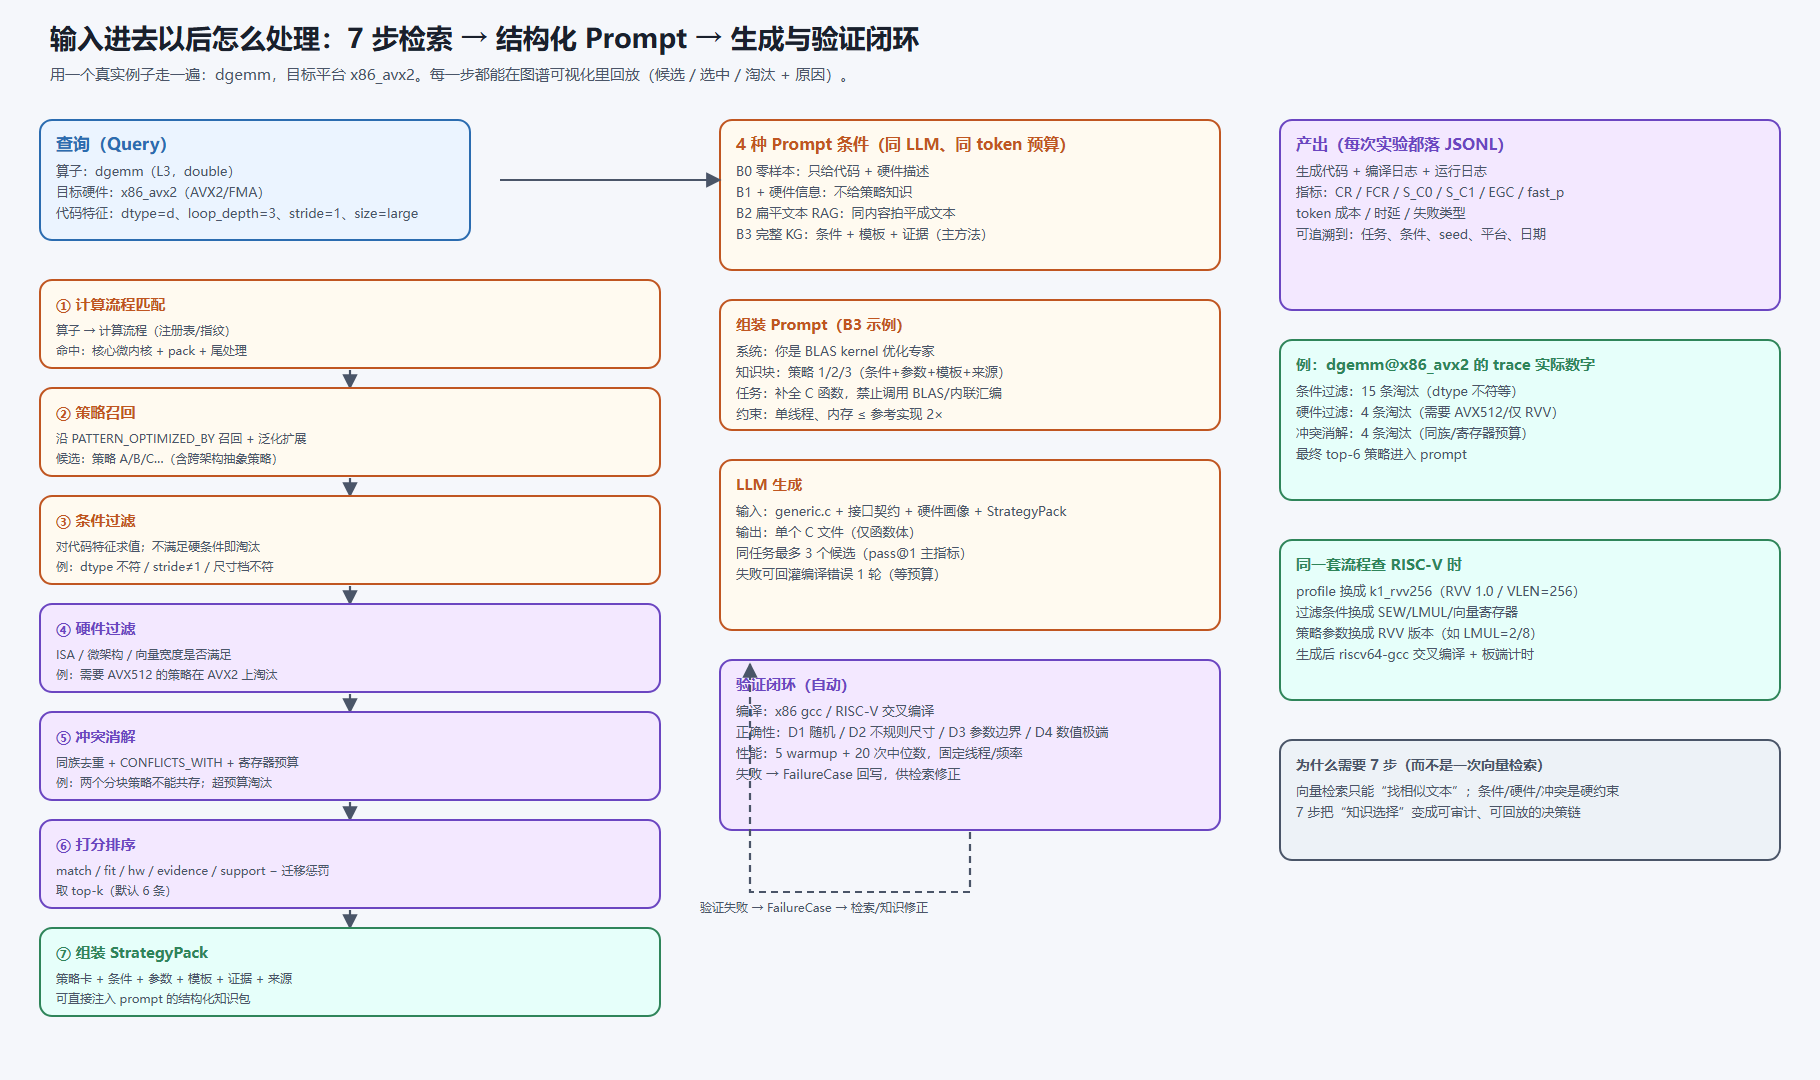 输入进去以后怎么处理：7 步检索 → 结构化 Prompt → 生成与验证闭环
用一个真实例子走一遍：dgemm，目标平台 x86_avx2。每一步都能在图谱可视化里回放（候选 / 选中 / 淘汰 + 原因）。
查询（Query）
算子：dgemm（L3，double）
目标硬件：x86_avx2（AVX2/FMA）
代码特征：dtype=d、loop_depth=3、stride=1、size=large
① 计算流程匹配
算子 → 计算流程（注册表/指纹）
命中：核心微内核 + pack + 尾处理
② 策略召回
沿 PATTERN_OPTIMIZED_BY 召回 + 泛化扩展
候选：策略 A/B/C...（含跨架构抽象策略）
③ 条件过滤
对代码特征求值；不满足硬条件即淘汰
例：dtype 不符 / stride≠1 / 尺寸档不符
④ 硬件过滤
ISA / 微架构 / 向量宽度是否满足
例：需要 AVX512 的策略在 AVX2 上淘汰
⑤ 冲突消解
同族去重 + CONFLICTS_WITH + 寄存器预算
例：两个分块策略不能共存；超预算淘汰
⑥ 打分排序
match / fit / hw / evidence / support − 迁移惩罚
取 top-k（默认 6 条）
⑦ 组装 StrategyPack
策略卡 + 条件 + 参数 + 模板 + 证据 + 来源
可直接注入 prompt 的结构化知识包
4 种 Prompt 条件（同 LLM、同 token 预算）
B0 零样本：只给代码 + 硬件描述
B1 + 硬件信息：不给策略知识
B2 扁平文本 RAG：同内容拍平成文本
B3 完整 KG：条件 + 模板 + 证据（主方法）
组装 Prompt（B3 示例）
系统：你是 BLAS kernel 优化专家
知识块：策略 1/2/3（条件+参数+模板+来源）
任务：补全 C 函数，禁止调用 BLAS/内联汇编
约束：单线程、内存 ≤ 参考实现 2×
LLM 生成
输入：generic.c + 接口契约 + 硬件画像 + StrategyPack
输出：单个 C 文件（仅函数体）
同任务最多 3 个候选（pass@1 主指标）
失败可回灌编译错误 1 轮（等预算）
验证闭环（自动）
编译：x86 gcc / RISC-V 交叉编译
正确性：D1 随机 / D2 不规则尺寸 / D3 参数边界 / D4 数值极端
性能：5 warmup + 20 次中位数，固定线程/频率
失败 → FailureCase 回写，供检索修正
验证失败 → FailureCase → 检索/知识修正
产出（每次实验都落 JSONL）
生成代码 + 编译日志 + 运行日志
指标：CR / FCR / S_C0 / S_C1 / EGC / fast_p
token 成本 / 时延 / 失败类型
可追溯到：任务、条件、seed、平台、日期
例：dgemm@x86_avx2 的 trace 实际数字
条件过滤：15 条淘汰（dtype 不符等）
硬件过滤：4 条淘汰（需要 AVX512/仅 RVV）
冲突消解：4 条淘汰（同族/寄存器预算）
最终 top-6 策略进入 prompt
同一套流程查 RISC-V 时
profile 换成 k1_rvv256（RVV 1.0 / VLEN=256）
过滤条件换成 SEW/LMUL/向量寄存器
策略参数换成 RVV 版本（如 LMUL=2/8）
生成后 riscv64-gcc 交叉编译 + 板端计时
为什么需要 7 步（而不是一次向量检索）
向量检索只能“找相似文本”；条件/硬件/冲突是硬约束
7 步把“知识选择”变成可审计、可回放的决策链